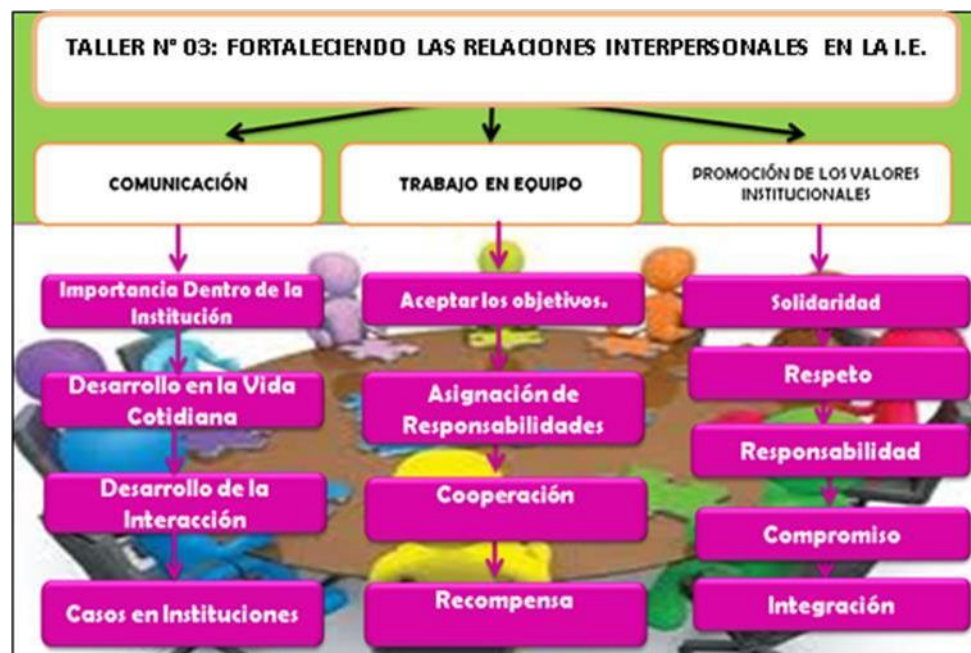 TALLER N° 03: FORTALECIENDO LAS RELACIONES INTERPERSONALES EN LA I.E.
COMUNICACIÓN
Importancia Dentro de la
Institución
Desarrollo en la Vida
Cotidiana
Desarrollo de la
Interacción
Casos en Instituciones
TRABAJO EN EQUIPO
Aceptar los objetivos.
Asignación de
Responsabilidades
Cooperación
Recompensa
PROMOCIÓN DE LOS VALORES
INSTITUCIONALES
Solidaridad
Respeto
Responsabilidad
Compromiso
Integración